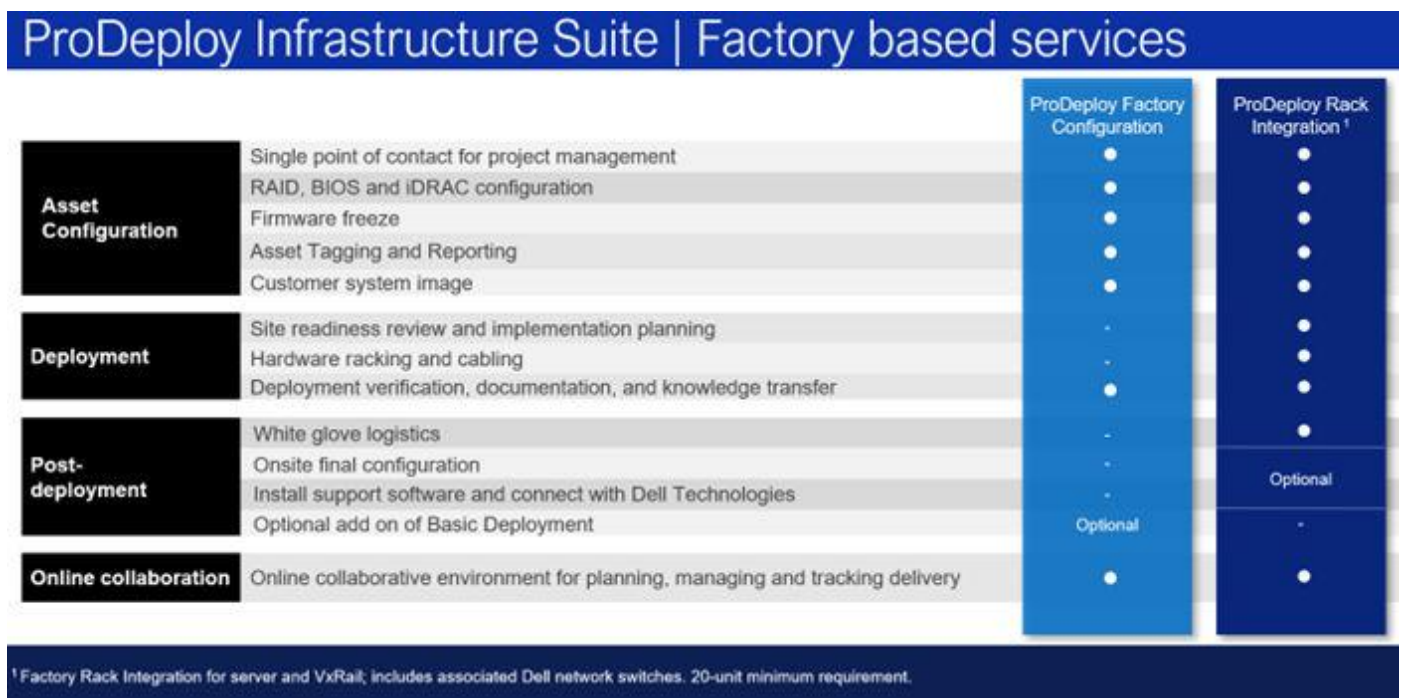 ProDeploy Infrastructure Suite | Factory based services
ProDeploy Factory
Configuration
ProDeploy Rack
Integration ¹
Asset
Configuration
Single point of contact for project management
RAID, BIOS and iDRAC configuration
Firmware freeze
Asset Tagging and Reporting
Customer system image
Deployment
Site readiness review and implementation planning -
Hardware racking and cabling -
Deployment verification, documentation, and knowledge transfer
Post-
deployment
White glove logistics -
Onsite final configuration -
Install support software and connect with Dell Technologies -
Optional
Optional add on of Basic Deployment Optional -
Online collaboration Online collaborative environment for planning, managing and tracking delivery
¹ Factory Rack Integration for server and VxRail; includes associated Dell network switches. 20-unit minimum requirement.